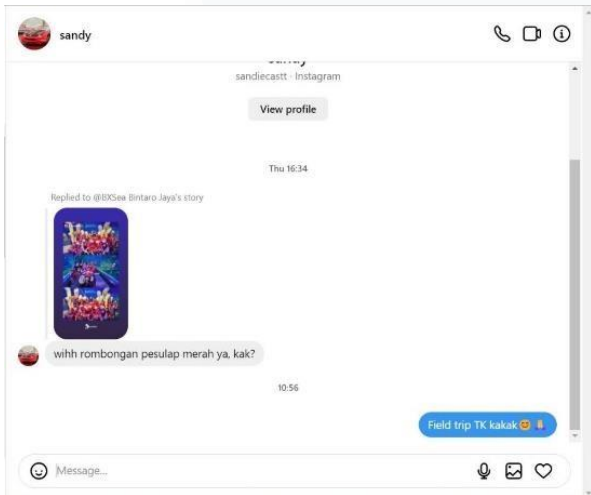 sandy
sandiecastt · Instagram
View profile
Thu 16:34
Replied to @BXSea Bintaro Jaya's story
wihh rombongan pesulap merah ya, kak?
10:56
Field trip TK kakak😊🙏🏻
Message...